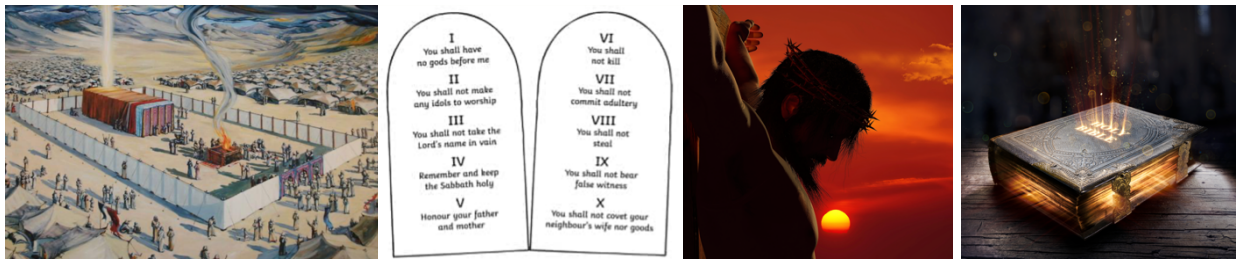 I
You shall have
no gods before me
II
You shall not make
any idols to worship
III
You shall not take the
Lord's name in vain
IV
Remember and keep
the Sabbath holy
V
Honour your father
and mother
VI
You shall
not kill
VII
You shall not
commit adultery
VIII
You shall not
steal
IX
You shall not bear
false witness
X
You shall not covet your
neighbour's wife nor goods